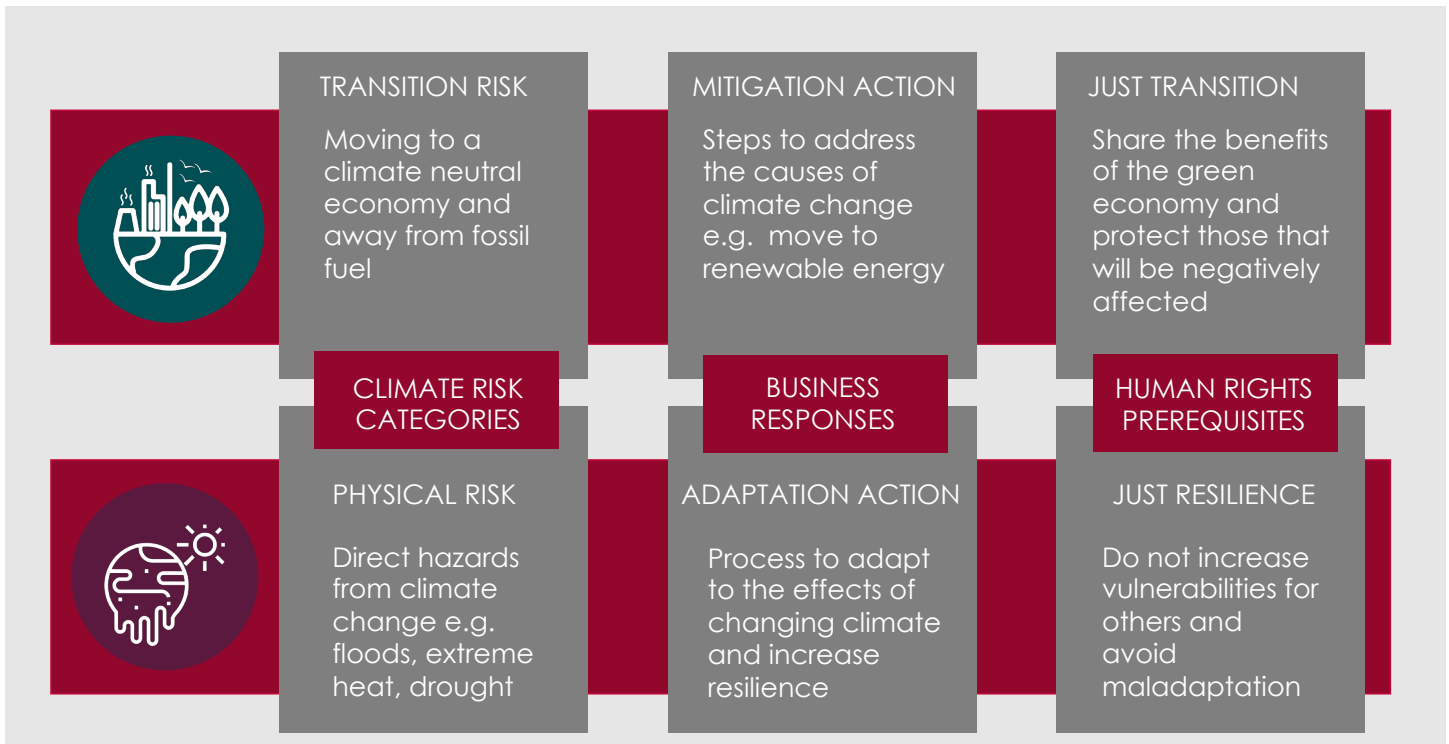 TRANSITION RISK
Moving to a
climate neutral
economy and
away from fossil
fuel
MITIGATION ACTION
Steps to address
the causes of
climate change
e.g.  move to
renewable energy
JUST TRANSITION
Share the benefits
of the green
economy and
protect those that
will be negatively
affected
CLIMATE RISK
CATEGORIES
BUSINESS
RESPONSES
HUMAN RIGHTS
PREREQUISITES
PHYSICAL RISK
Direct hazards
from climate
change e.g.
floods, extreme
heat, drought
ADAPTATION ACTION
Process to adapt
to the effects of
changing climate
and increase
resilience
JUST RESILIENCE
Do not increase
vulnerabilities for
others and
avoid
maladaptation